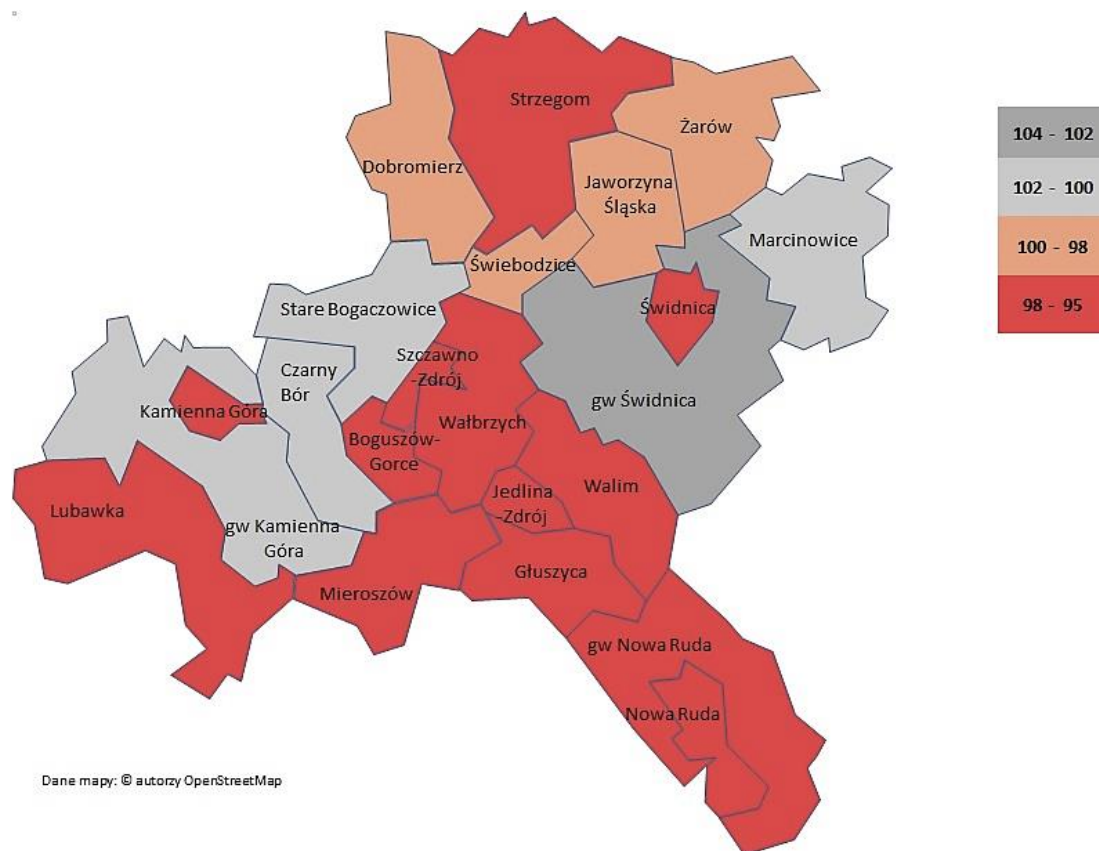 Strzegom
Żarów
Dobromierz
Jaworzyna
Śląska
Marcinowice
Świebodzice
Stare Bogaczowice
Świdnica
Szczawno
-Zdrój
Czarny
Bór
gw Świdnica
Kamienna Góra
Wałbrzych
Boguszów-
Gorce
Walim
Jedlina
-Zdrój
Lubawka
gw Kamienna
Góra
Głuszyca
Mieroszów
gw Nowa Ruda
Nowa Ruda
104 - 102
102 - 100
100 - 98
98 - 95
Dane mapy: © autorzy OpenStreetMap